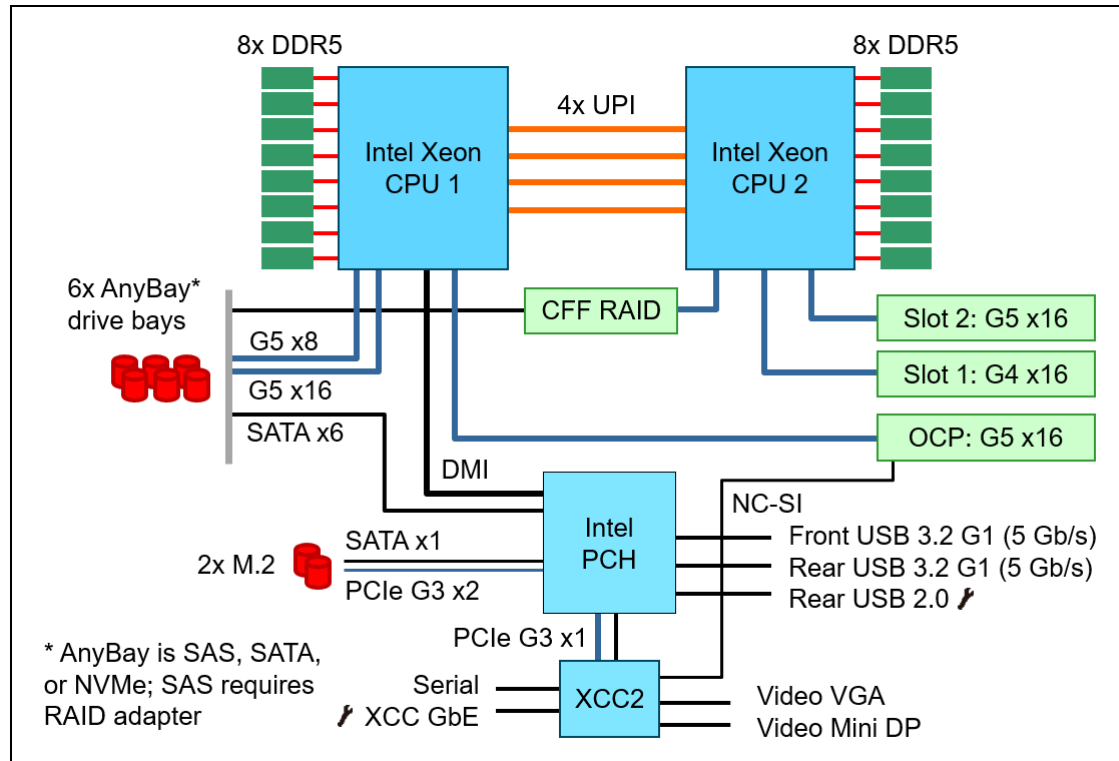 8x DDR5
8x DDR5
4x UPI
Intel Xeon
CPU 1
Intel Xeon
CPU 2
6x AnyBay*
drive bays
CFF RAID
Slot 2: G5 x16
G5 x8
Slot 1: G4 x16
G5 x16
SATA x6
OCP: G5 x16
DMI
NC-SI
Intel
PCH
2x M.2
SATA x1
PCIe G3 x2
Front USB 3.2 G1 (5 Gb/s)
Rear USB 3.2 G1 (5 Gb/s)
Rear USB 2.0
PCIe G3 x1
* AnyBay is SAS, SATA,
or NVMe; SAS requires
RAID adapter
Serial
XCC GbE
XCC2
Video VGA
Video Mini DP